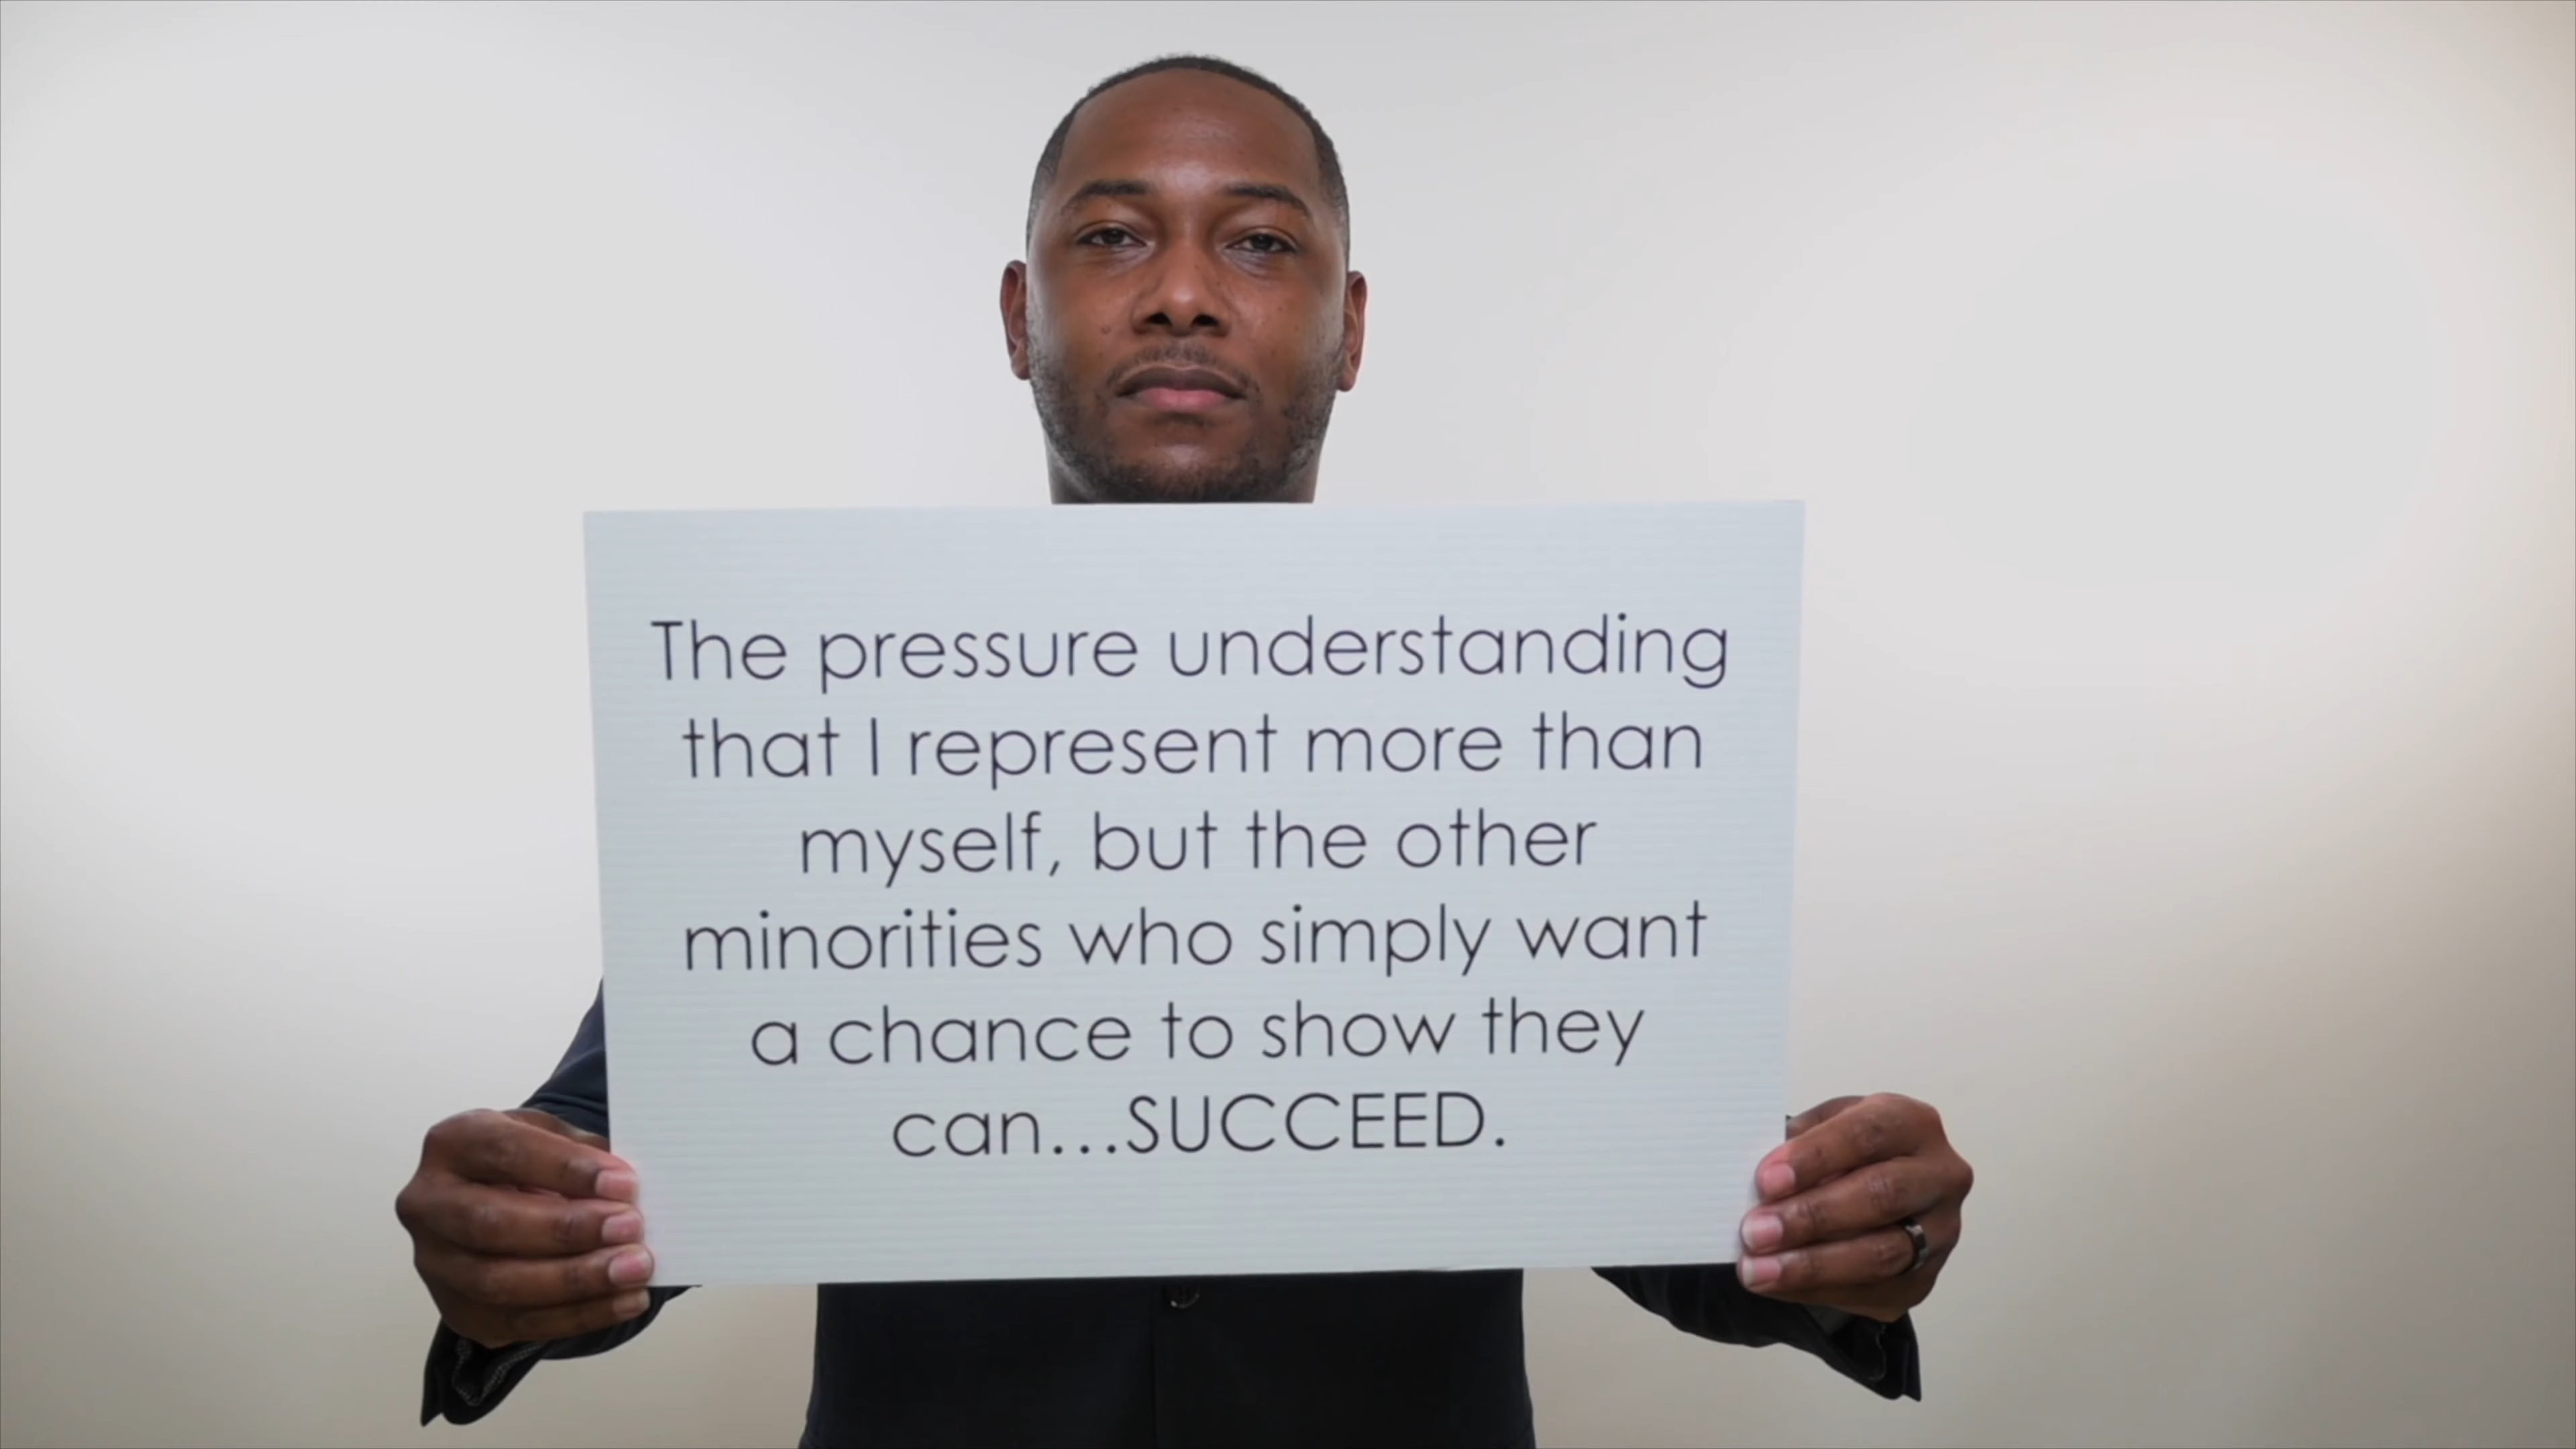 The pressure understanding
that I represent more than
myself, but the other
minorities who simply want
a chance to show they
can...SUCCEED.